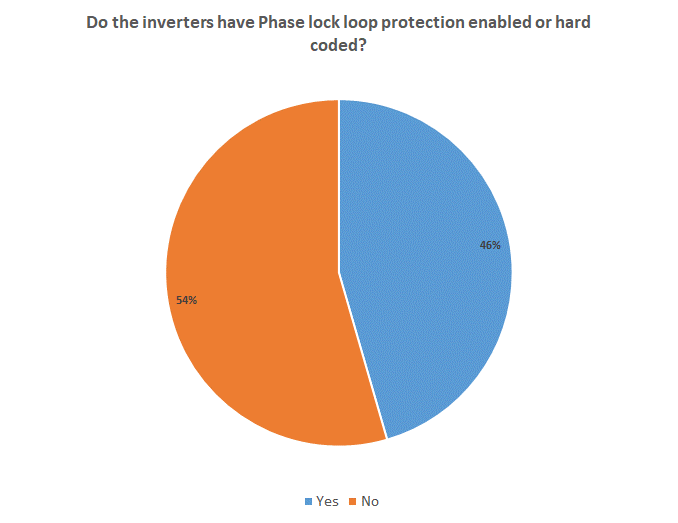 Do the inverters have Phase lock loop protection enabled or hard
coded?
46%
54%
Yes No